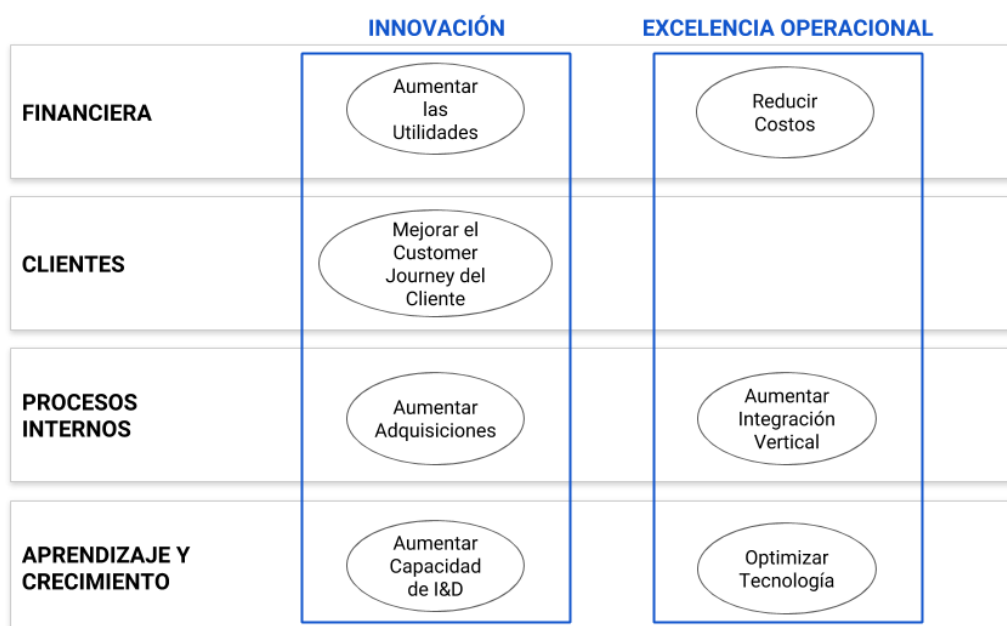 INNOVACIÓN
EXCELENCIA OPERACIONAL
FINANCIERA
Aumentar
las
Utilidades
Reducir
Costos
CLIENTES
Mejorar el
Customer
Journey del
Cliente
PROCESOS
INTERNOS
Aumentar
Adquisiciones
Aumentar
Integración
Vertical
APRENDIZAJE Y
CRECIMIENTO
Aumentar
Capacidad
de I&D
Optimizar
Tecnología